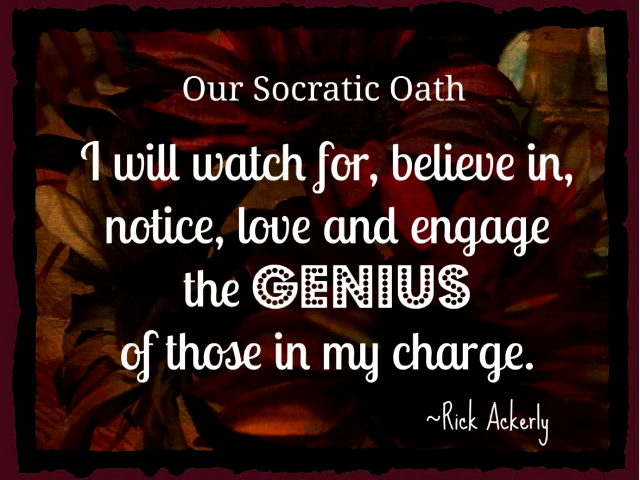 Our Socratic Oath
I will watch for, believe in,
notice, love and engage
the GENIUS
of those in my charge.
~Rick Ackerly